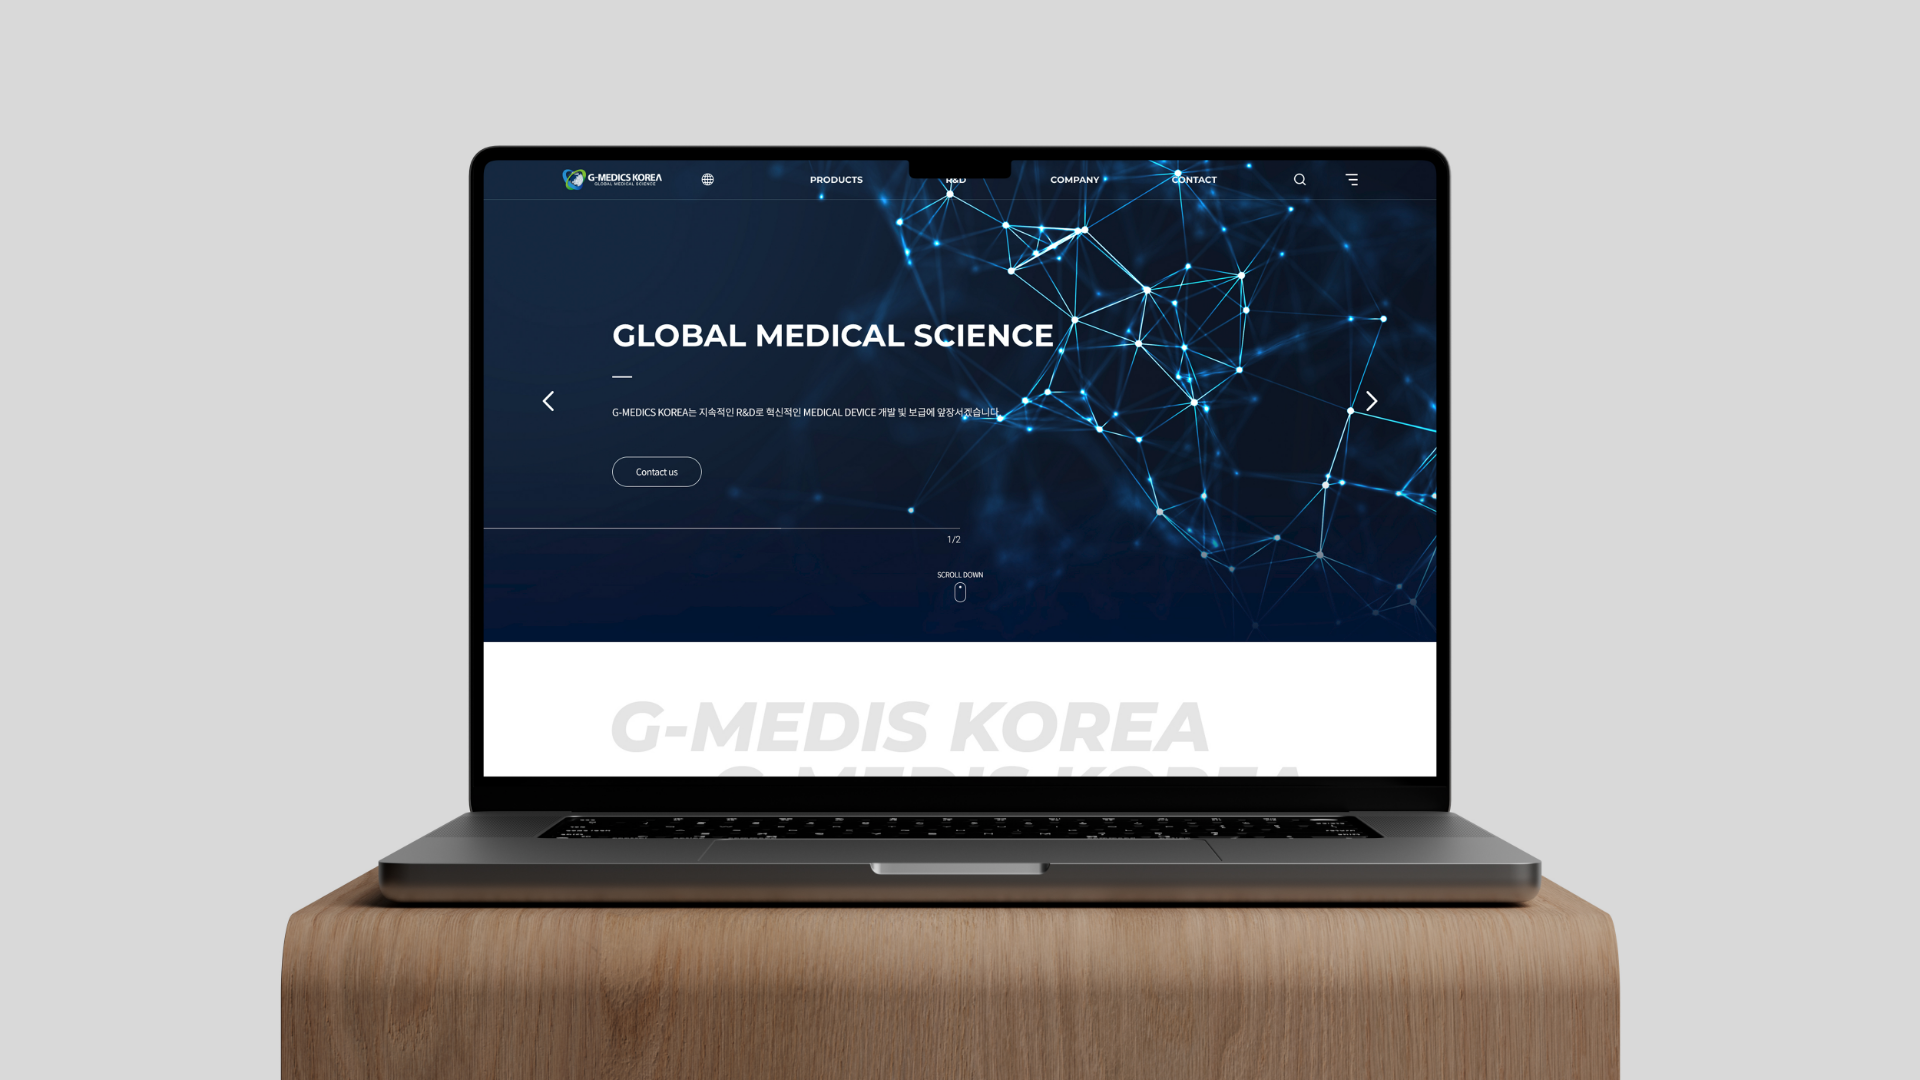 G-MEDICS KOREA
GLOBAL MEDICAL SCIENCE
PRODUCTS
R&D
COMPANY
CONTACT
GLOBAL MEDICAL SCIENCE
G-MEDICS KOREA는 지속적인 R&D로 혁신적인 MEDICAL DEVICE 개발 및 보급에 앞장서겠습니다.
Contact us
1/2
SCROLL DOWN
G-MEDIS KOREA
G-MEDIS KOREA